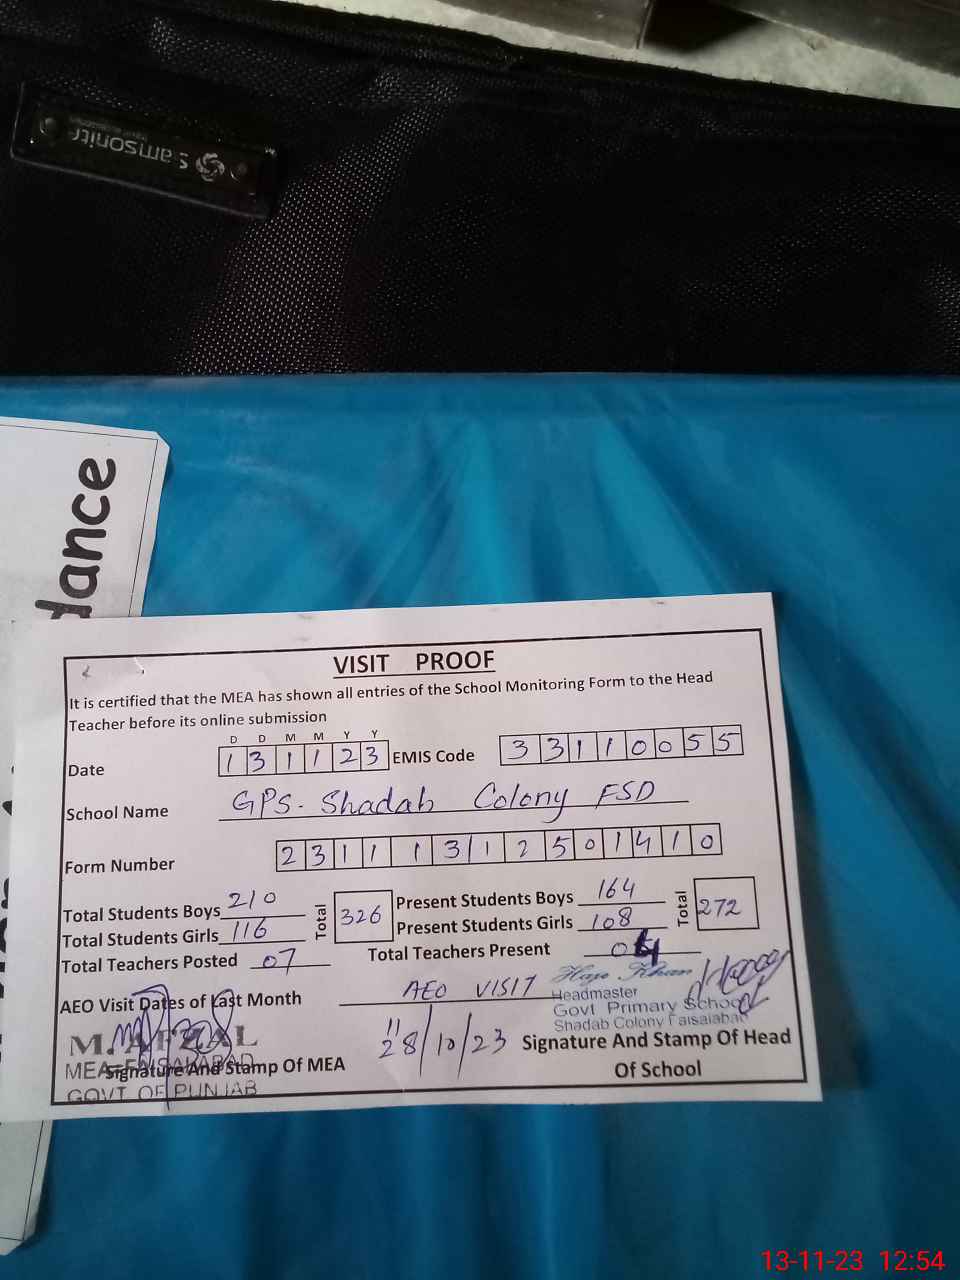 Samsonite
dance
VISIT PROOF
It is certified that the MEA has shown all entries of the School Monitoring Form to the Head
Teacher before its online submission
D D M M Y Y
Date 1 3 1 1 2 3 EMIS Code 3 3 1 1 0 0 5 5
School Name GPS. Shadab Colony FSD
Form Number 2 3 1 1 1 3 1 2 5 0 1 4 1 0
Total Students Boys 210 Total 326 Present Students Boys 164 Total 272
Total Students Girls 116 Present Students Girls 108
Total Teachers Posted 07 Total Teachers Present
AEO Visit Dates of Last Month AEO VISIT
Khan
Headmaster
Govt Primary School
Shadab Colony Faisalabad
28/10/23
M. AFZAL
MEA-FAISALABAD
GOVT OF PUNJAB
Signature And Stamp Of MEA
Signature And Stamp Of Head
Of School
13-11-23 12:54